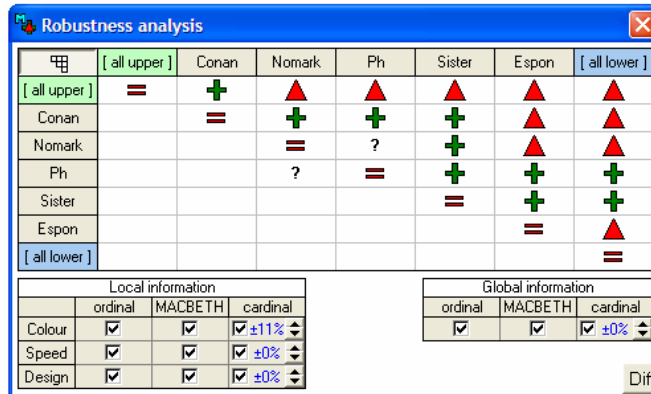 Robustness analysis
[ all upper ] Conan Nomark Ph Sister Espon [ all lower ]
[ all upper ] = +
Conan = + + +
Nomark = ? +
Ph ? = + + +
Sister = + +
Espon =
[ all lower ] =
Local information Global information
ordinal MACBETH cardinal ordinal MACBETH cardinal
Colour ±11% ±0%
Speed ±0%
Design ±0%
Dif